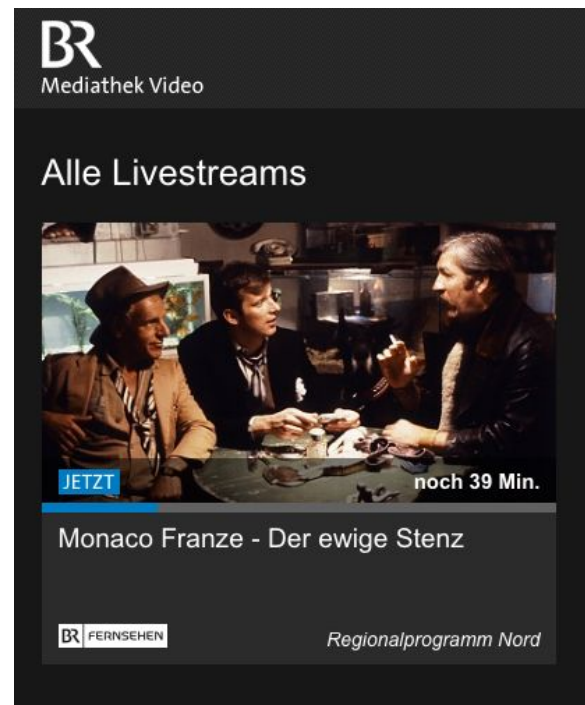 BR
Mediathek Video
Alle Livestreams
JETZT
noch 39 Min.
Monaco Franze - Der ewige Stenz
BR FERNSEHEN
Regionalprogramm Nord